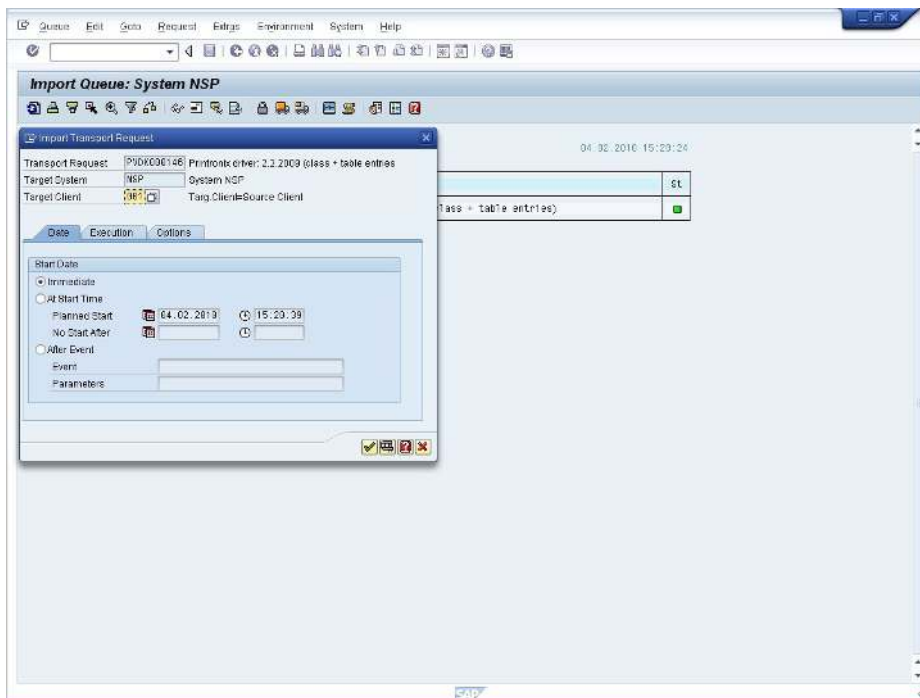 Queue Edit Goto Request Extras Environment System Help
Import Queue: System NSP
Import Transport Request
04.02.2010 15:20:24
Transport Request Printronix driver: 2.2.2009 (class + table entries
Target System NSP System NSP
Target Client 001 Targ.Client=Source Client
St
lass + table entries)
Date Execution Options
Start Date
Immediate
At Start Time
Planned Start 04.02.2010 15:20:39
No Start After
After Event
Event
Parameters
SAP